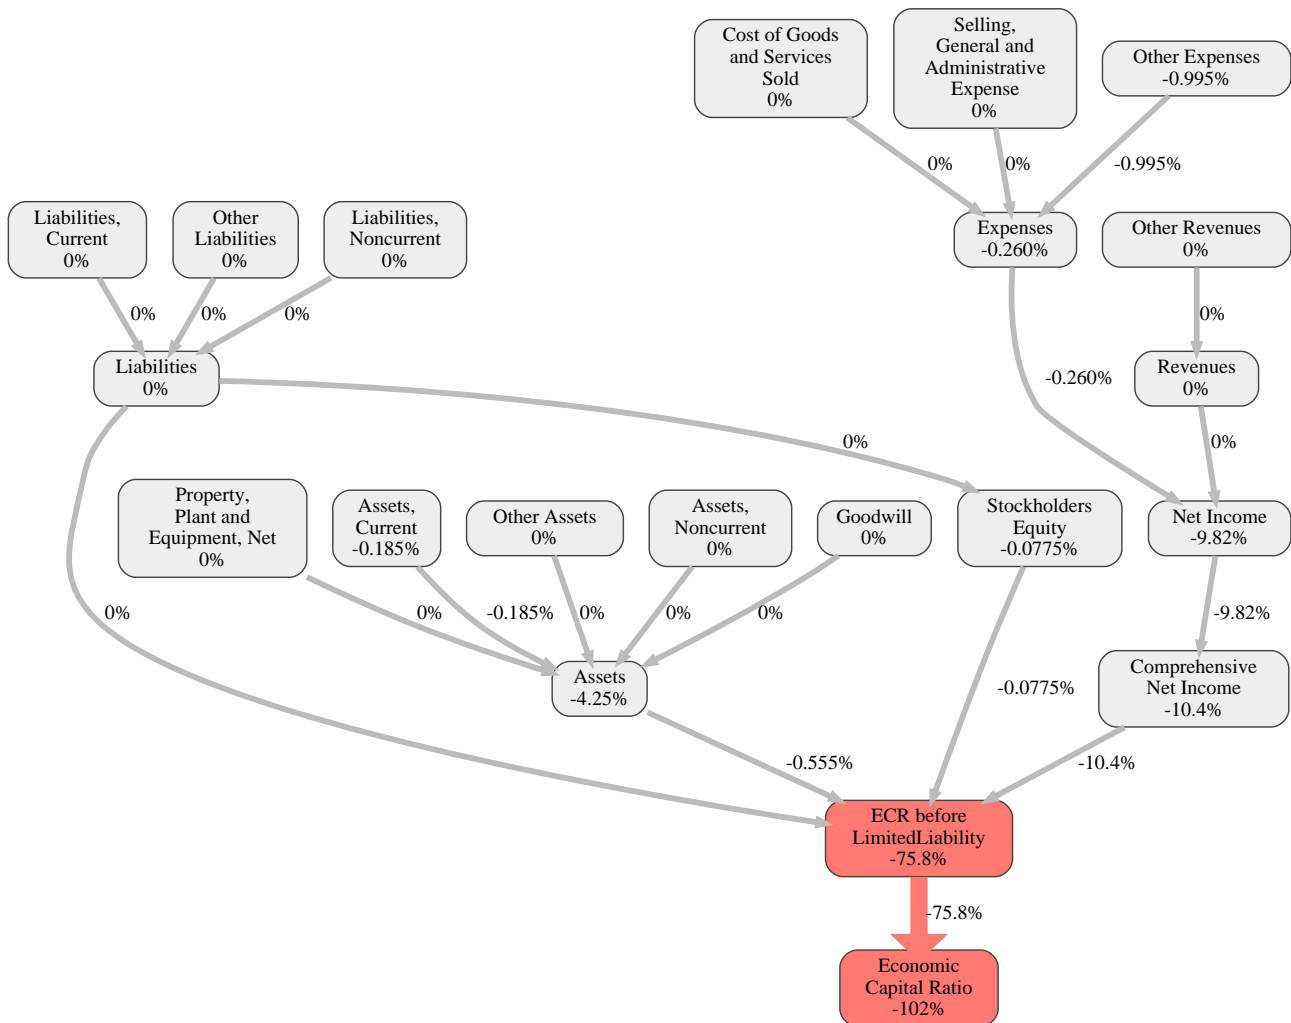 Cost of Goods
and Services
Sold
0%
Selling,
General and
Administrative
Expense
0%
Other Expenses
-0.995%
0%
0%
-0.995%
Liabilities,
Current
0%
Other
Liabilities
0%
Liabilities,
Noncurrent
0%
Expenses
-0.260%
Other Revenues
0%
0%
0%
0%
0%
Liabilities
0%
-0.260%
Revenues
0%
0%
0%
Property,
Plant and
Equipment, Net
0%
Assets,
Current
-0.185%
Other Assets
0%
Assets,
Noncurrent
0%
Goodwill
0%
Stockholders
Equity
-0.0775%
Net Income
-9.82%
0%
0%
-0.185%
0%
0%
0%
-9.82%
Assets
-4.25%
-0.0775%
Comprehensive
Net Income
-10.4%
-0.555%
-10.4%
ECR before
LimitedLiability
-75.8%
-75.8%
Economic
Capital Ratio
-102%